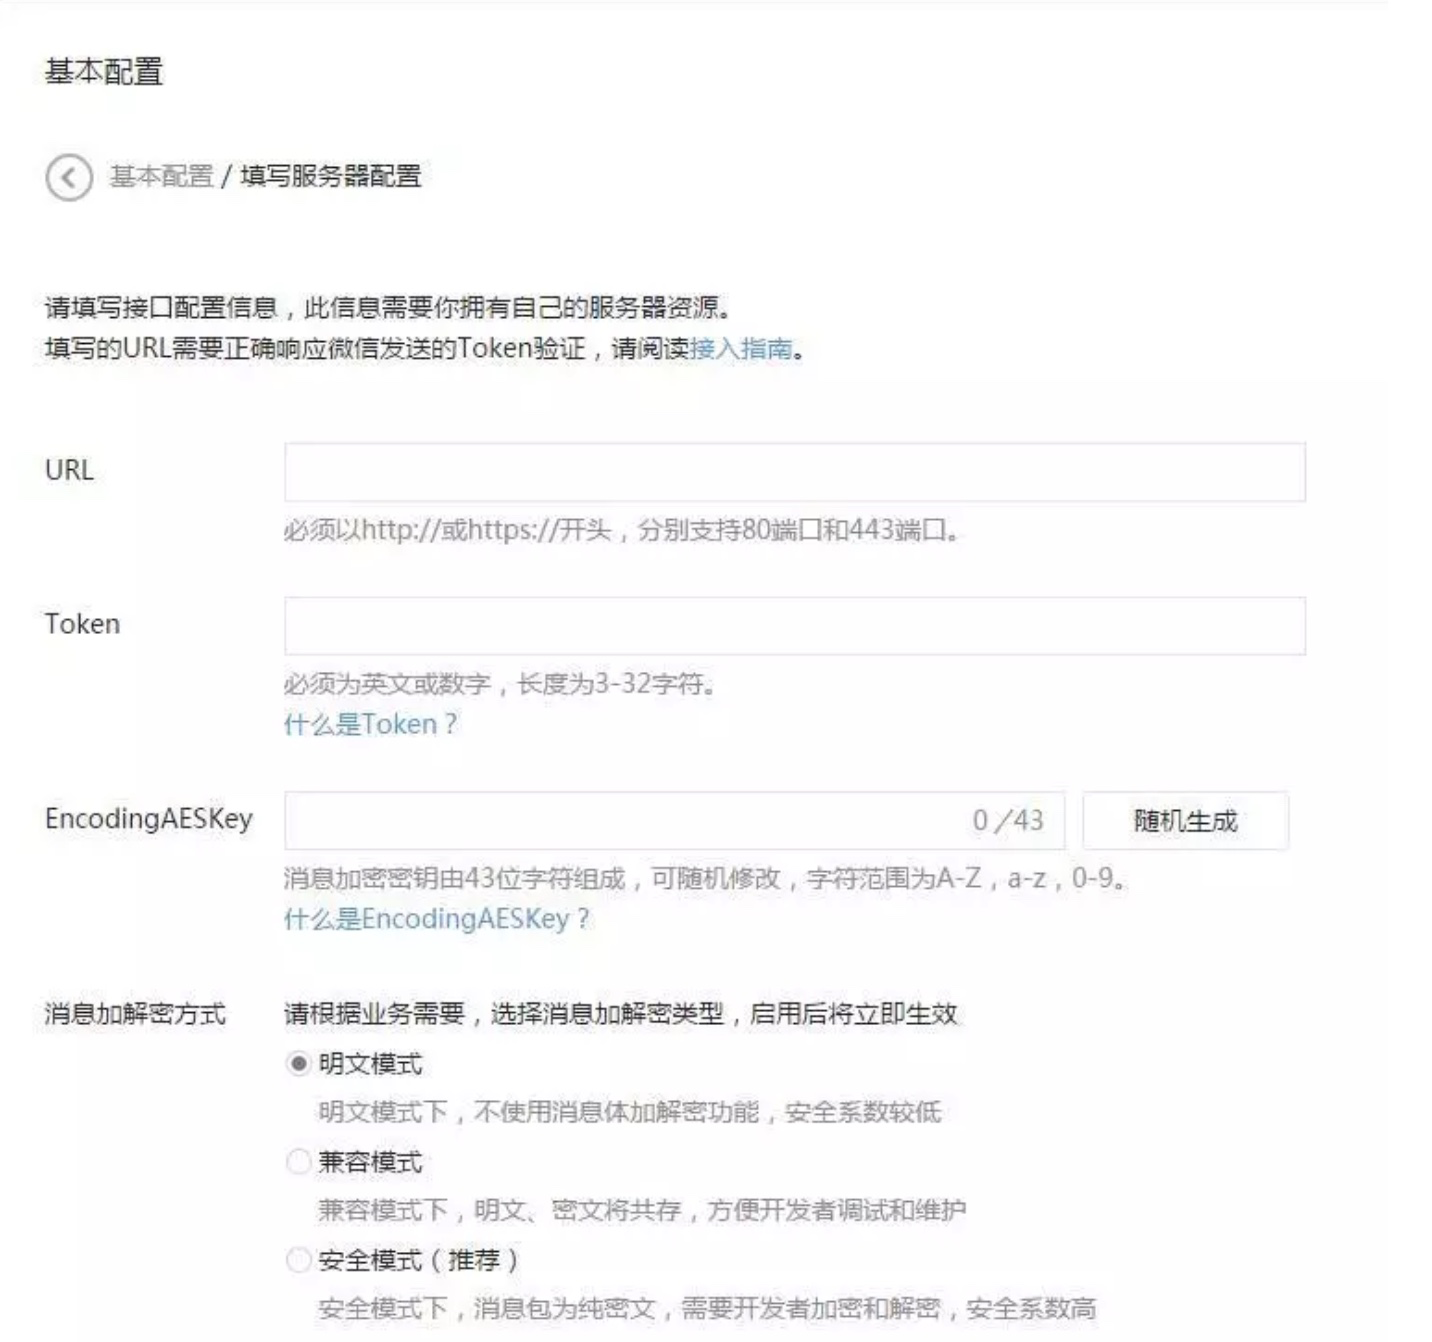 基本配置
基本配置 / 填写服务器配置
请填写接口配置信息，此信息需要你拥有自己的服务器资源。
填写的URL需要正确响应微信发送的Token验证，请阅读接入指南。
URL
必须以http://或https://开头，分别支持80端口和443端口。
Token
必须为英文或数字，长度为3-32字符。
什么是Token？
EncodingAESKey
0/43
随机生成
消息加密密钥由43位字符组成，可随机修改，字符范围为A-Z，a-z，0-9。
什么是EncodingAESKey？
消息加解密方式
请根据业务需要，选择消息加解密类型，启用后将立即生效
明文模式
明文模式下，不使用消息体加解密功能，安全系数较低
兼容模式
兼容模式下，明文、密文将共存，方便开发者调试和维护
安全模式（推荐）
安全模式下，消息包为纯密文，需要开发者加密和解密，安全系数高